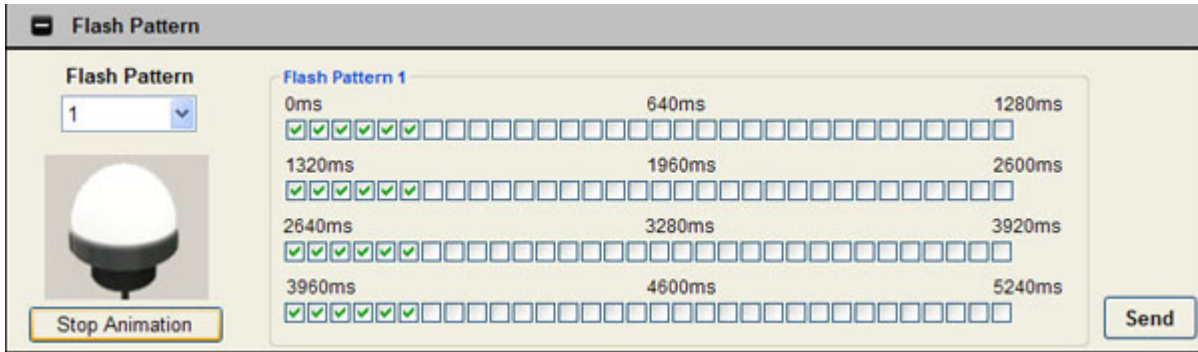 Flash Pattern
Flash Pattern
1
Stop Animation
Flash Pattern 1
0ms 640ms 1280ms
1320ms 1960ms 2600ms
2640ms 3280ms 3920ms
3960ms 4600ms 5240ms
Send